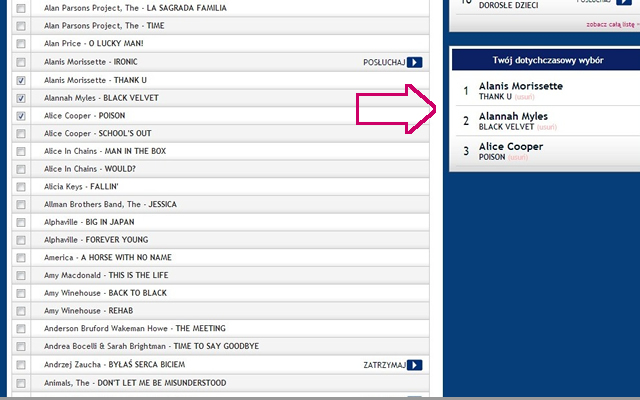 Alan Parsons Project, The - LA SAGRADA FAMILIA
Alan Parsons Project, The - TIME
Alan Price - O LUCKY MAN!
Alanis Morissette - IRONIC POSŁUCHAJ
Alanis Morissette - THANK U
Alannah Myles - BLACK VELVET
Alice Cooper - POISON
Alice Cooper - SCHOOL'S OUT
Alice In Chains - MAN IN THE BOX
Alice In Chains - WOULD?
Alicia Keys - FALLIN'
Allman Brothers Band, The - JESSICA
Alphaville - BIG IN JAPAN
Alphaville - FOREVER YOUNG
America - A HORSE WITH NO NAME
Amy Macdonald - THIS IS THE LIFE
Amy Winehouse - BACK TO BLACK
Amy Winehouse - REHAB
Anderson Bruford Wakeman Howe - THE MEETING
Andrea Bocelli & Sarah Brightman - TIME TO SAY GOODBYE
Andrzej Zaucha - BYŁAŚ SERCA BICIEM ZATRZYMAJ
Animals, The - DON'T LET ME BE MISUNDERSTOOD
DOROSŁE DZIECI
zobacz całą listę
Twój dotychczasowy wybór
1 Alanis Morissette
THANK U (usuń)
2 Alannah Myles
BLACK VELVET (usuń)
3 Alice Cooper
POISON (usuń)